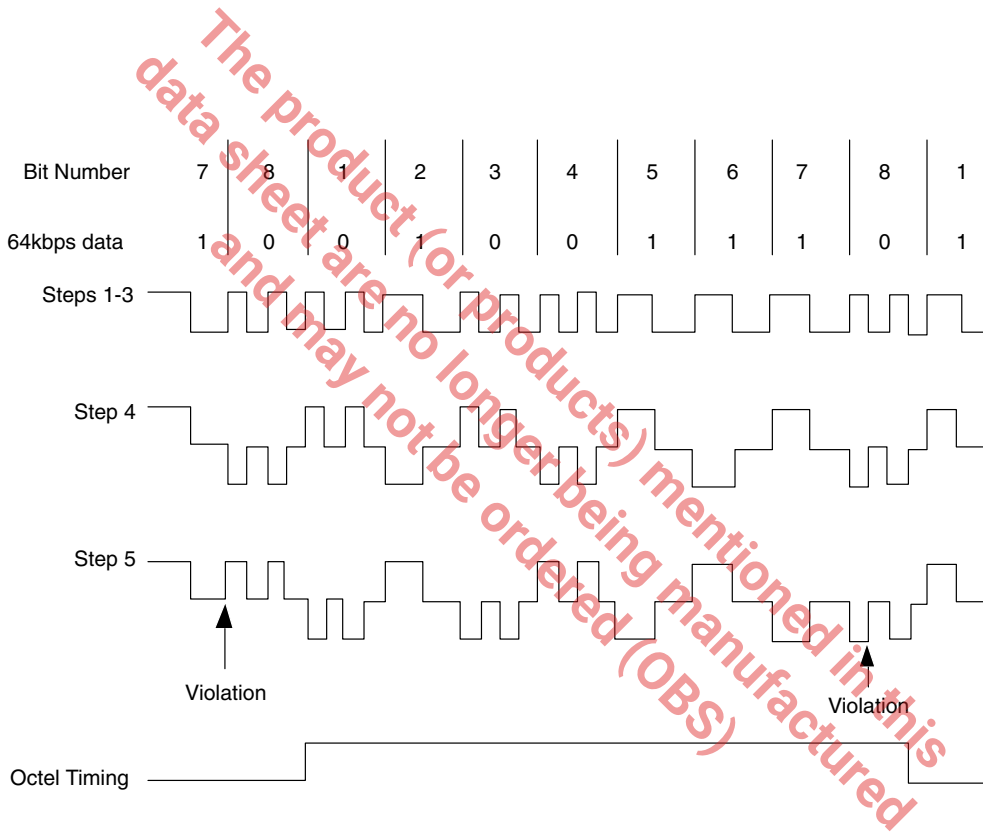 The product (or products) mentioned in this
data sheet are no longer being manufactured
and may not be ordered (OBS)
Bit Number 7 8 1 2 3 4 5 6 7 8 1
64kbps data 1 0 0 1 0 0 1 1 1 0 1
Steps 1-3
Step 4
Step 5
Violation
Violation
Octel Timing